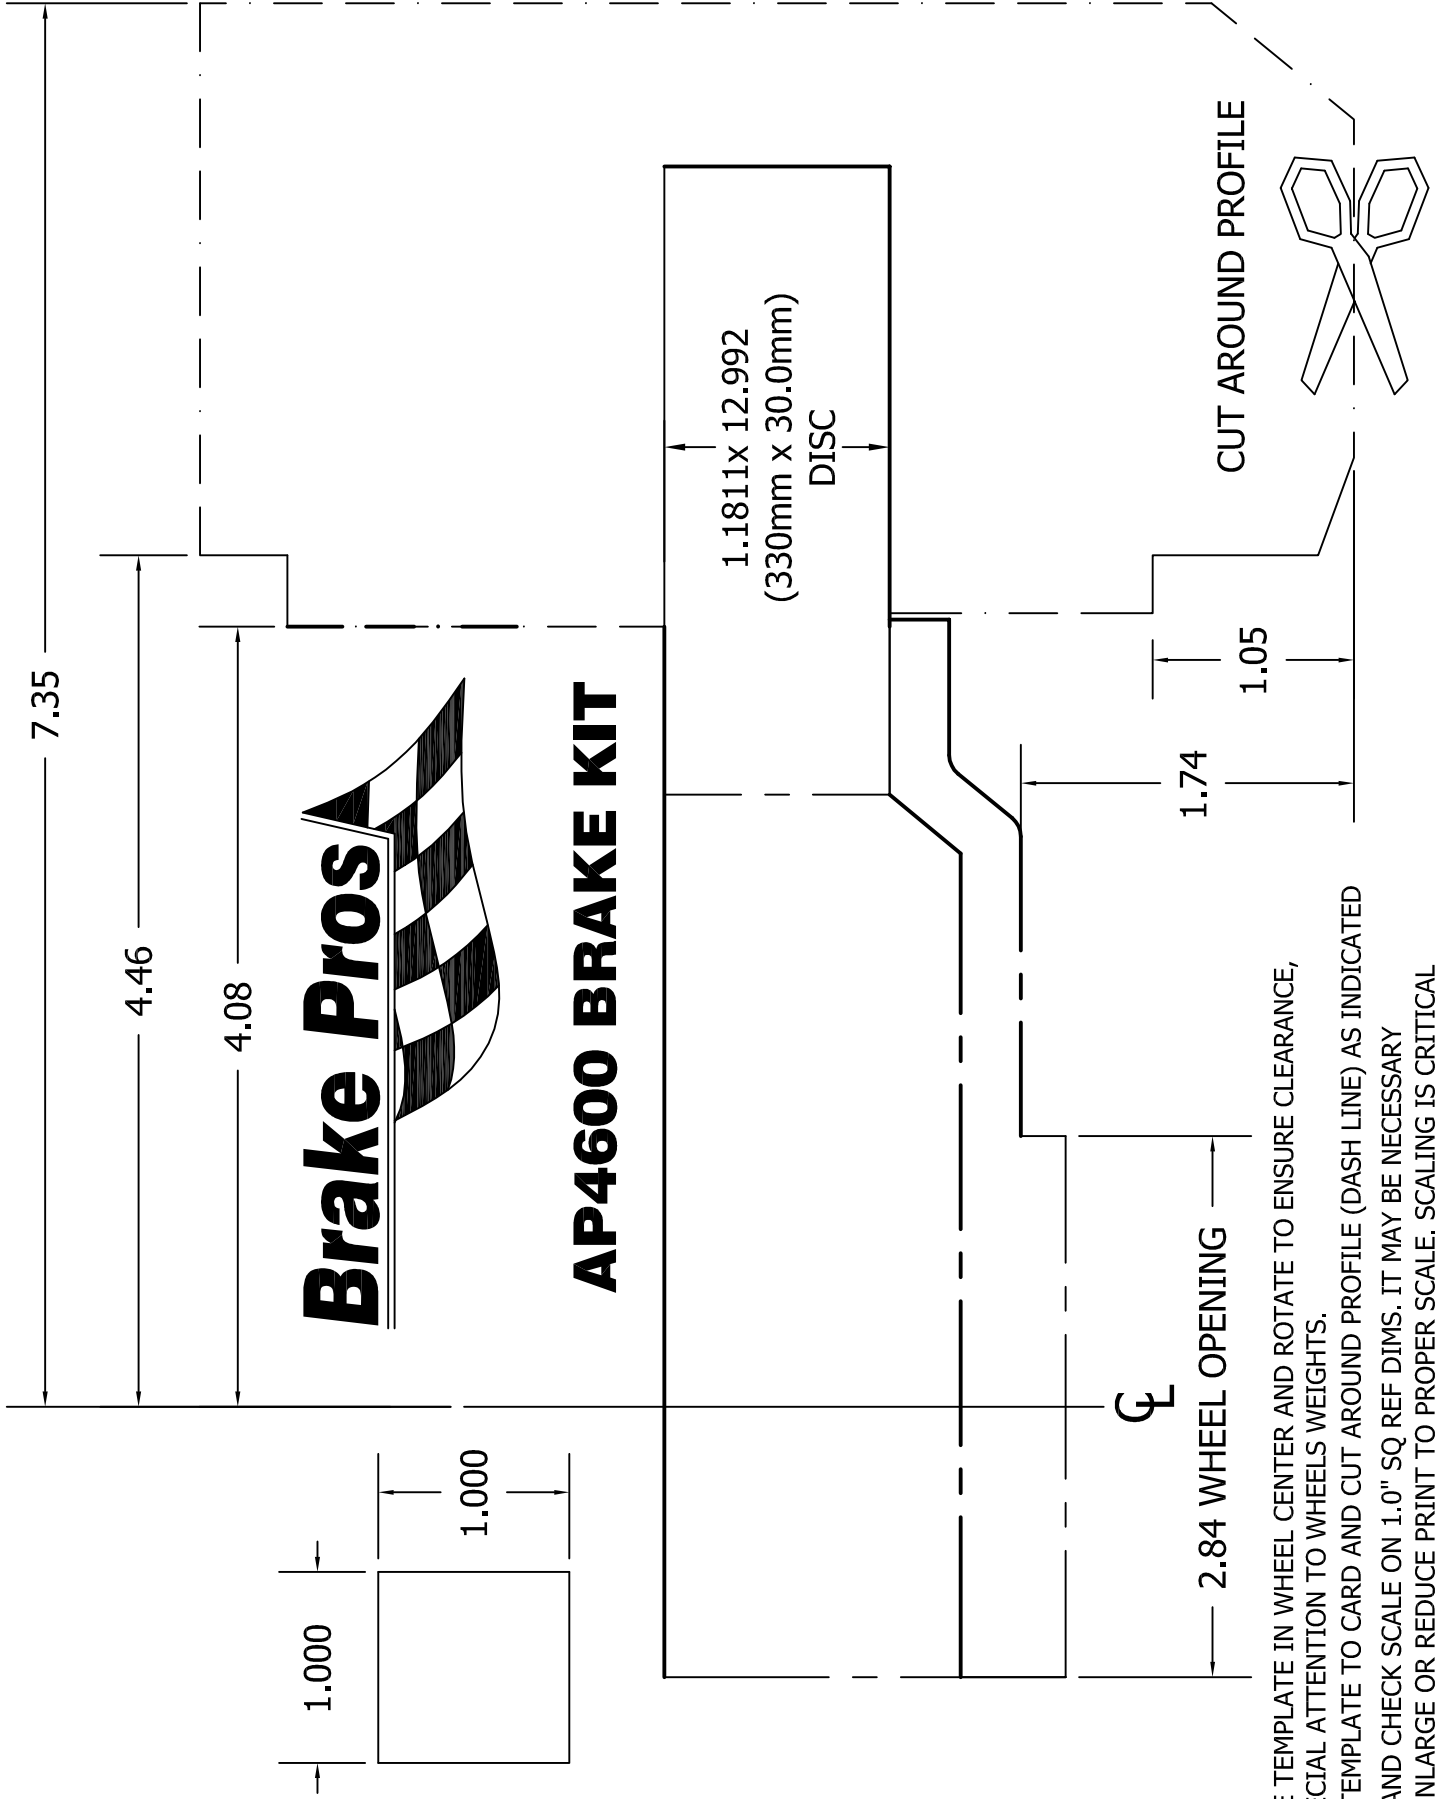 7.35
4.46
4.08
Brake Pros
AP4600 BRAKE KIT
1.000
1.000
1.1811x 12.992
(330mm x 30.0mm)
DISC
CUT AROUND PROFILE
1.05
1.74
CL
2.84 WHEEL OPENING
TEMPLATE IN WHEEL CENTER AND ROTATE TO ENSURE CLEARANCE,
CIAL ATTENTION TO WHEELS WEIGHTS.
TEMPLATE TO CARD AND CUT AROUND PROFILE (DASH LINE) AS INDICATED
AND CHECK SCALE ON 1.0" SQ REF DIMS. IT MAY BE NECESSARY
NLARGE OR REDUCE PRINT TO PROPER SCALE. SCALING IS CRITICAL